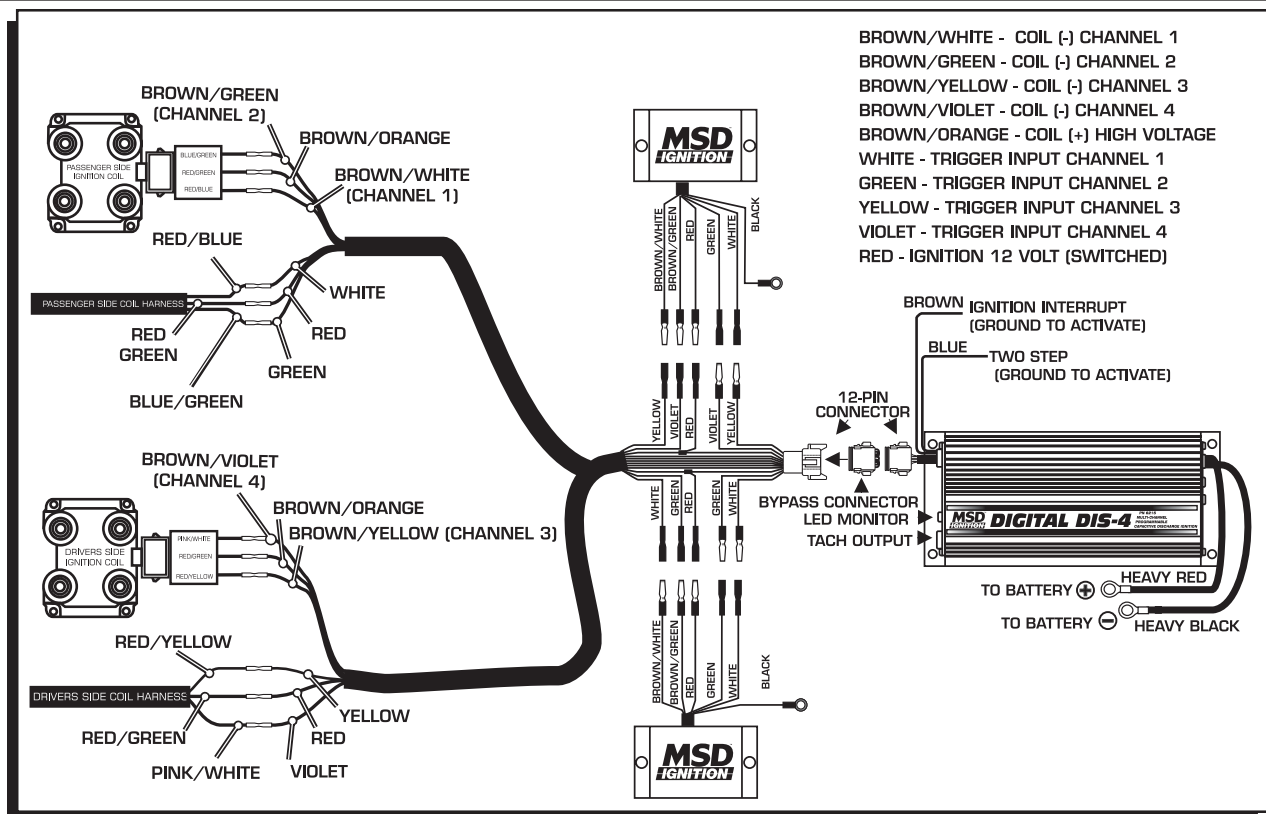 BROWN/WHITE - COIL (-) CHANNEL 1
BROWN/GREEN - COIL (-) CHANNEL 2
BROWN/YELLOW - COIL (-) CHANNEL 3
BROWN/VIOLET - COIL (-) CHANNEL 4
BROWN/ORANGE - COIL (+) HIGH VOLTAGE
WHITE - TRIGGER INPUT CHANNEL 1
GREEN - TRIGGER INPUT CHANNEL 2
YELLOW - TRIGGER INPUT CHANNEL 3
VIOLET - TRIGGER INPUT CHANNEL 4
RED - IGNITION 12 VOLT (SWITCHED)
BROWN/GREEN
(CHANNEL 2)
BROWN/ORANGE
BROWN/WHITE
(CHANNEL 1)
PASSENGER SIDE
IGNITION COIL
BLUE/GREEN
RED/GREEN
RED/BLUE
RED/BLUE
WHITE
PASSENGER SIDE COIL HARNESS
RED
GREEN
RED
GREEN
BLUE/GREEN
BROWN/VIOLET
(CHANNEL 4)
BROWN/ORANGE
BROWN/YELLOW (CHANNEL 3)
DRIVERS SIDE
IGNITION COIL
PINK/WHITE
RED/GREEN
RED/YELLOW
RED/YELLOW
DRIVERS SIDE COIL HARNESS
YELLOW
RED/GREEN
RED
PINK/WHITE
VIOLET
MSD
IGNITION
BROWN/WHITE
BROWN/GREEN
RED
GREEN
WHITE
BLACK
YELLOW
VIOLET
RED
VIOLET
YELLOW
WHITE
GREEN
RED
GREEN
WHITE
BROWN/WHITE
BROWN/GREEN
RED
GREEN
WHITE
BLACK
MSD
IGNITION
BROWN
IGNITION INTERRUPT
(GROUND TO ACTIVATE)
BLUE
TWO STEP
(GROUND TO ACTIVATE)
12-PIN
CONNECTOR
BYPASS CONNECTOR
LED MONITOR
TACH OUTPUT
MSD
IGNITION
DIGITAL DIS-4
PN 6215
MULTI-CHANNEL
PROGRAMMABLE
CAPACITIVE DISCHARGE IGNITION
TO BATTERY +
HEAVY RED
TO BATTERY -
HEAVY BLACK